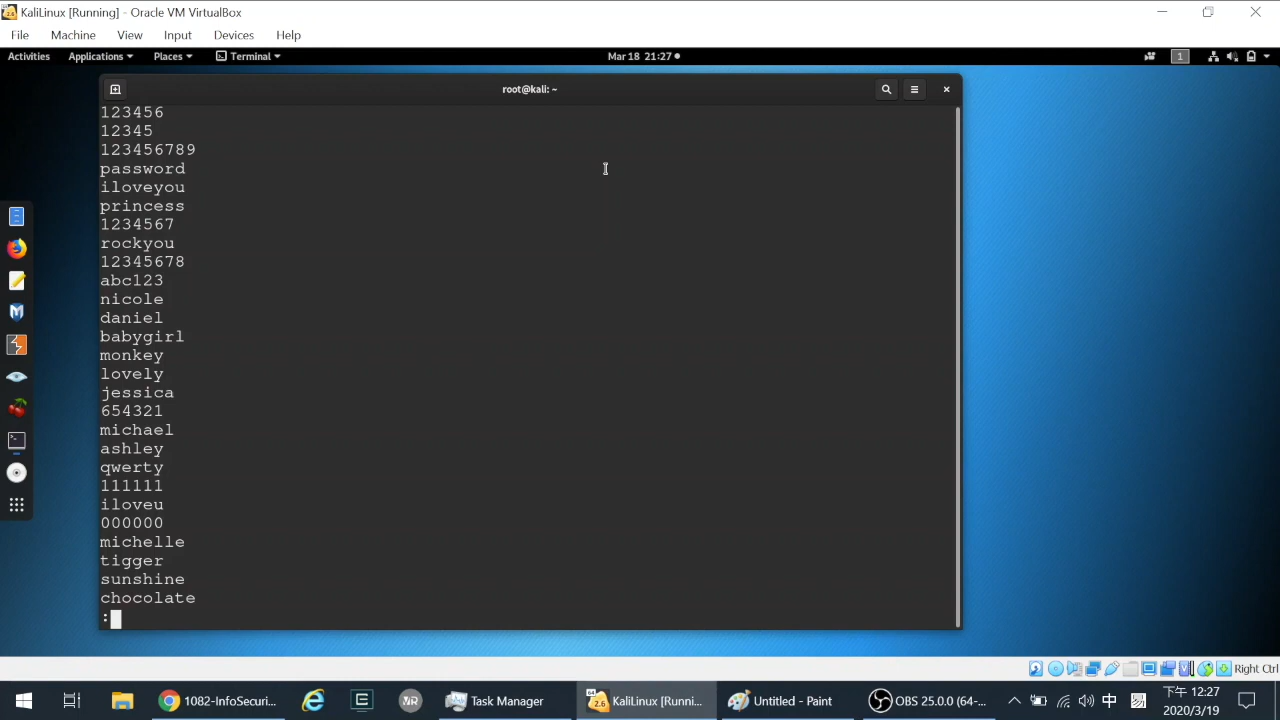 KaliLinux [Running] - Oracle VM VirtualBox
File Machine View Input Devices Help
Activities Applications Places Terminal Mar 18 21:27 1
root@kali: ~
123456
12345
123456789
password
iloveyou
princess
1234567
rockyou
12345678
abc123
nicole
daniel
babygirl
monkey
lovely
jessica
654321
michael
ashley
qwerty
111111
iloveu
000000
michelle
tigger
sunshine
chocolate
:
Right Ctrl
1082-InfoSecuri... Task Manager KaliLinux [Runni... Untitled - Paint OBS 25.0.0 (64-... 中 下午 12:27
2020/3/19